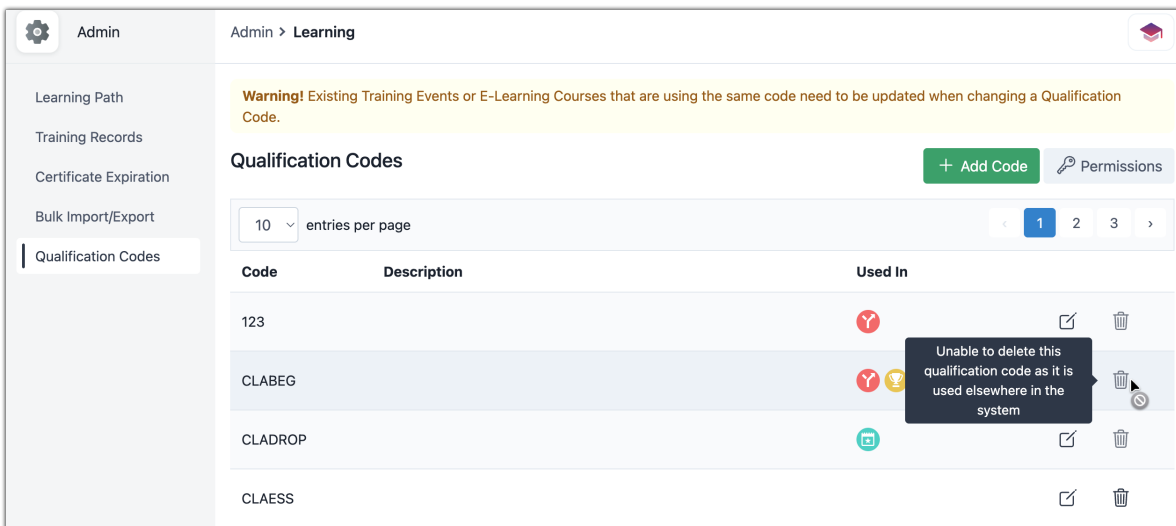 Admin
Admin > Learning
Learning Path
Training Records
Certificate Expiration
Bulk Import/Export
Qualification Codes
Warning! Existing Training Events or E-Learning Courses that are using the same code need to be updated when changing a Qualification
Code.
Qualification Codes
+ Add Code
Permissions
10 entries per page
‹ 1 2 3 ›
Code Description Used In
123
CLABEG
Unable to delete this
qualification code as it is
used elsewhere in the
system
CLADROP
CLAESS